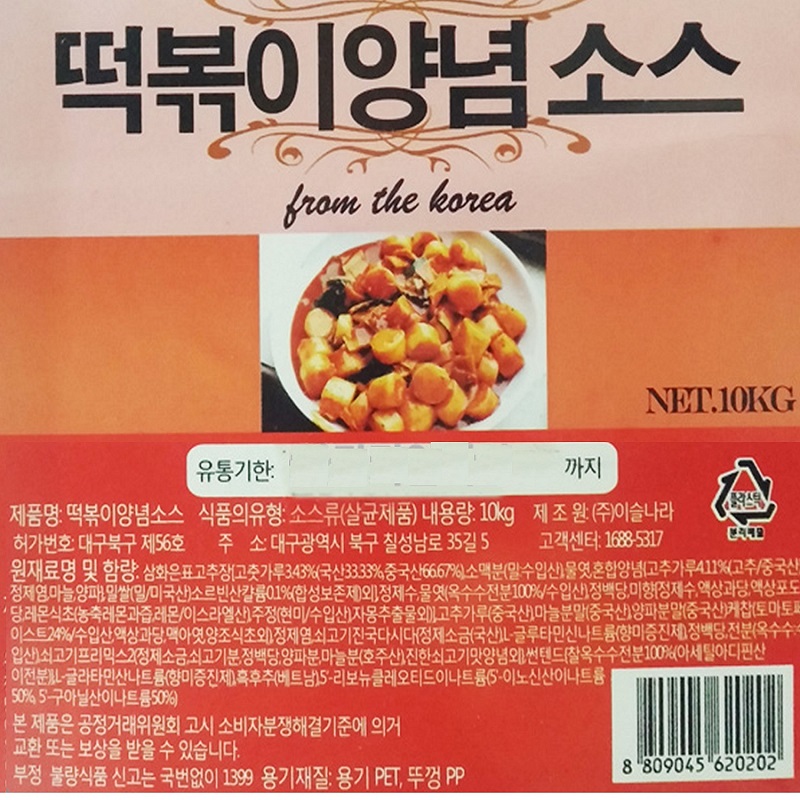 떡볶이양념 소스
from the korea
NET.10KG
유통기한: 까지
제품명: 떡볶이양념소스 식품의유형: 소스류(살균제품) 내용량: 10kg 제 조 원: (주)이슬나라
허가번호: 대구북구 제56호 주 소: 대구광역시 북구 칠성남로 35길 5 고객센터: 1688-5317
원재료명 및 함량: 삼화은표고추장[고춧가루3.43%(국산33.33%,중국산66.67%),소맥분(밀:수입산)물엿,혼합양념{고추가루4.11%(고추/중국산)
정제염,마늘,양파},밀쌀(밀/미국산)소르빈산칼륨0.1%(합성보존제)외],정제수,물엿(옥수수전분100%/수입산),정백당,미향{정제수,액상과당,액상포도
당,레몬식초(농축레몬과즙,레몬/이스라엘산),주정(현미/수입산)자몽추출물외}],고추가루(중국산),마늘분말(중국산),양파분말(중국산)케찹(토마토페
이스트24%/수입산,액상과당,맥아엿,양조식초외),정제염,쇠고기진국다시다{정제소금(국산),L-글루타민산나트륨(향미증진제),정백당,전분(옥수수수
입산),쇠고기프리믹스2(정제소금,쇠고기분,정백당,양파분,마늘분(호주산),진한쇠고기맛양념외},썬텐드(찰옥수수전분100%(아세틸아디핀산
이전분)),L-글루타민산나트륨(향미증진제),흑후추(베트남),5'-리보뉴클레오티드이나트륨(5'-이노신산이나트륨
50%, 5'-구아닐산이나트륨50%)
플라스틱
분리배출
본 제품은 공정거래위원회 고시 소비자분쟁해결기준에 의거
교환 또는 보상을 받을 수 있습니다.
부정 불량식품 신고는 국번없이 1399 용기재질: 용기 PET, 뚜껑 PP
8 809045 620202